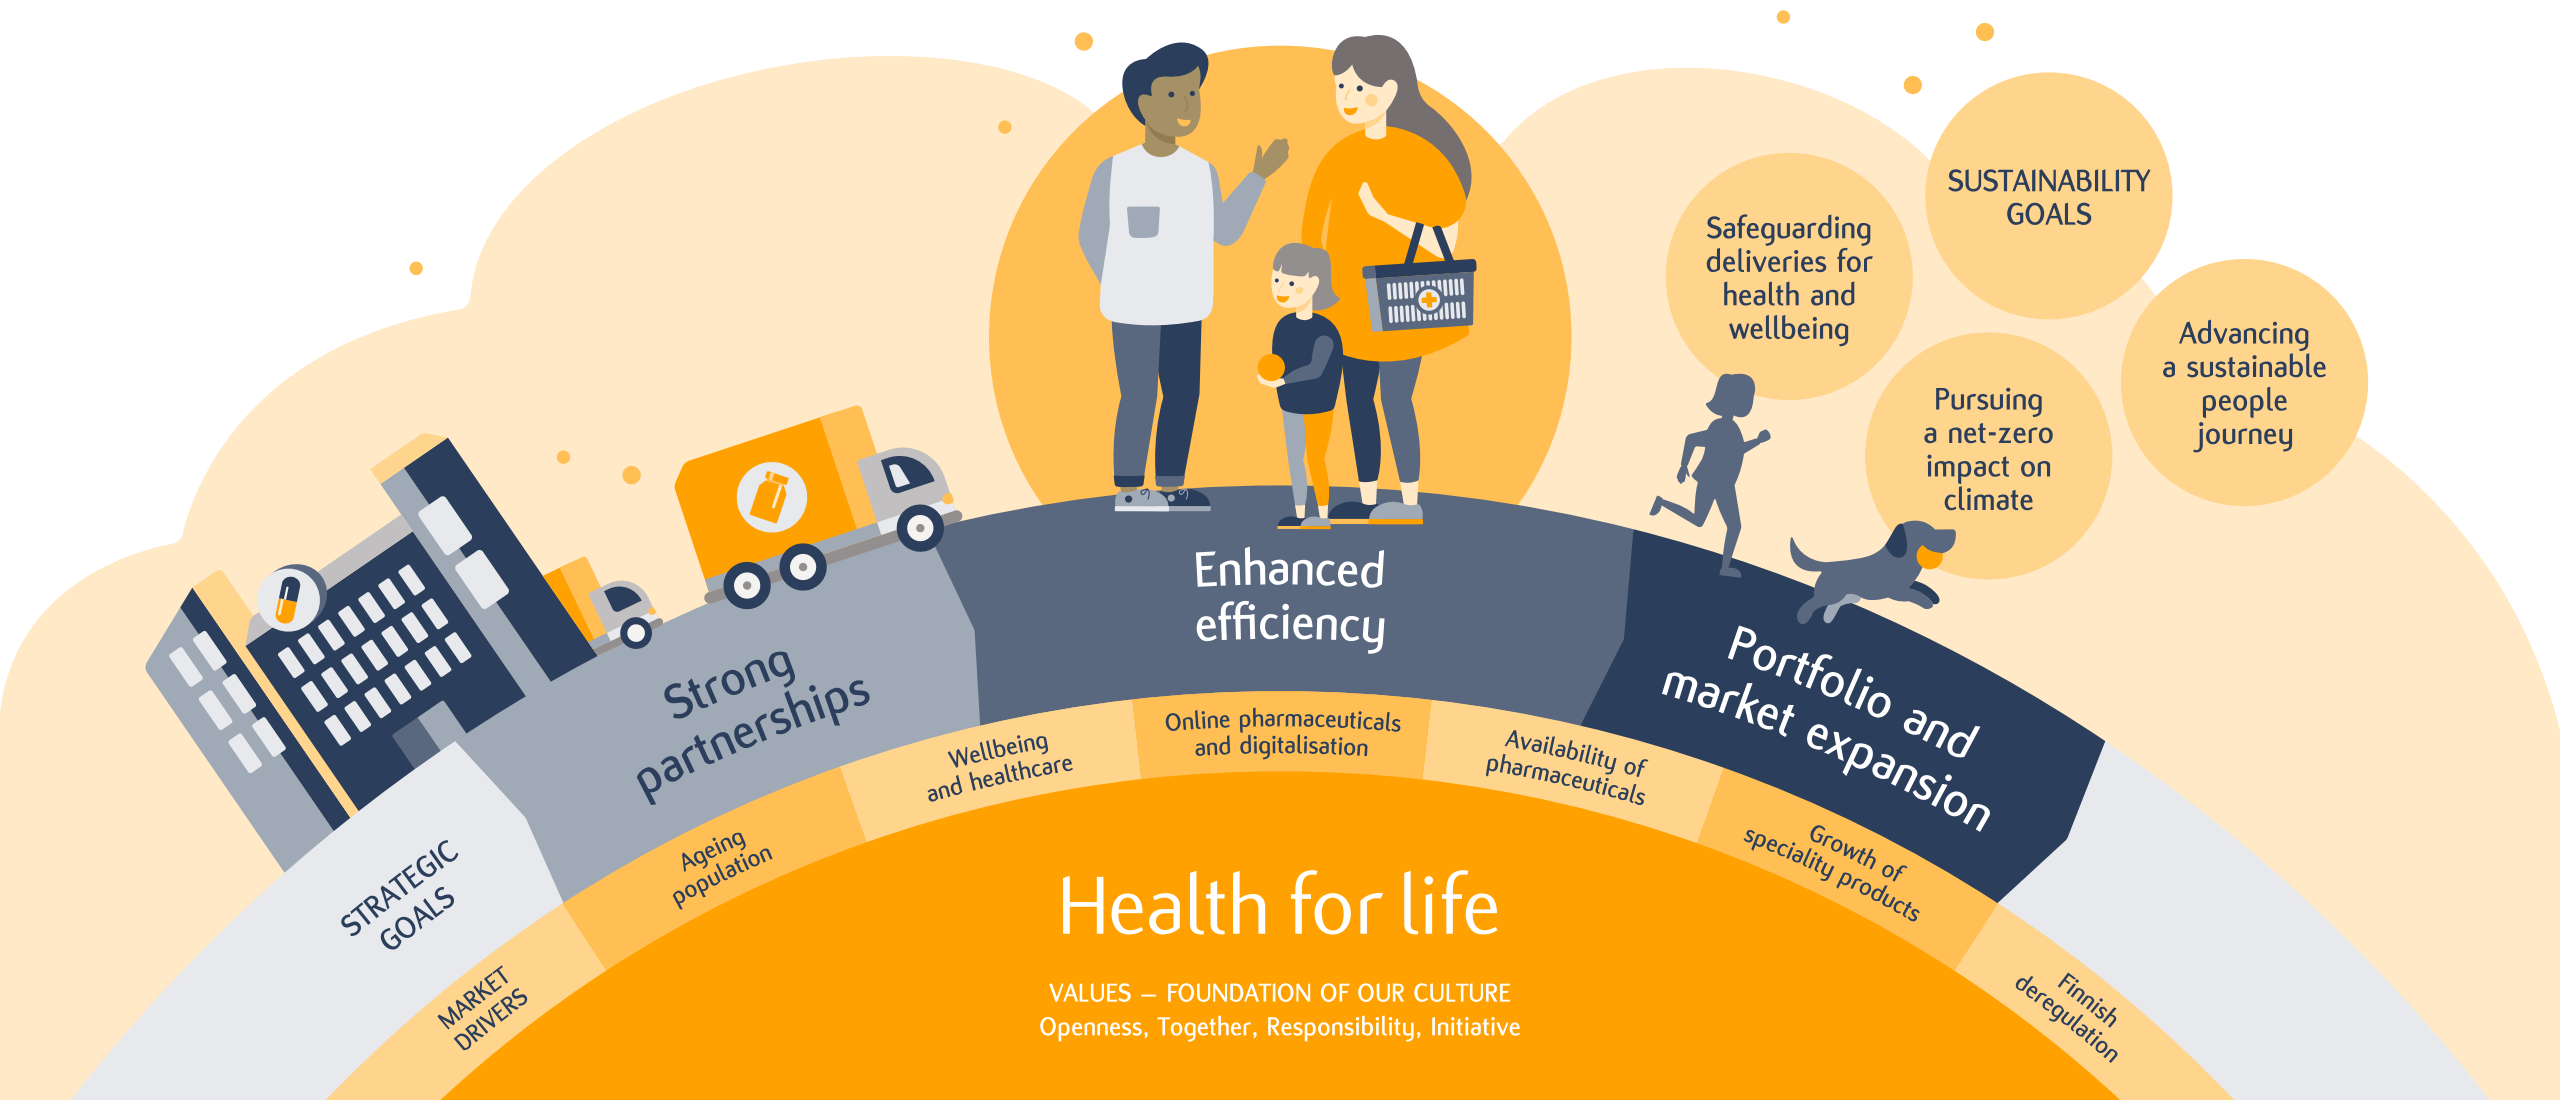 SUSTAINABILITY
GOALS
Safeguarding
deliveries for
health and
wellbeing
Advancing
a sustainable
people
journey
Pursuing
a net-zero
impact on
climate
STRATEGIC
GOALS
Strong
partnerships
Enhanced
efficiency
Portfolio and
market expansion
MARKET
DRIVERS
Ageing
population
Wellbeing
and healthcare
Online pharmaceuticals
and digitalisation
Availability of
pharmaceuticals
Growth of
speciality products
Finnish
deregulation
Health for life
VALUES – FOUNDATION OF OUR CULTURE
Openness, Together, Responsibility, Initiative